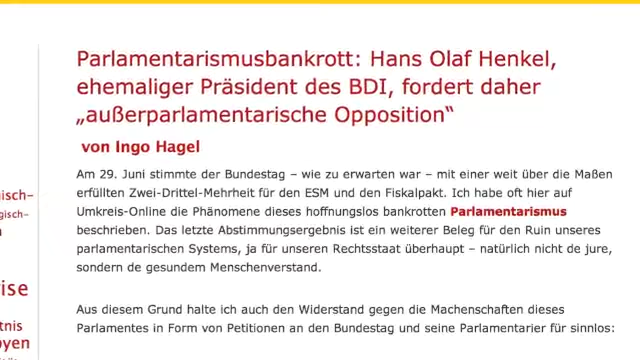 Parlamentarismusbankrott: Hans Olaf Henkel,
ehemaliger Präsident des BDI, fordert daher
„außerparlamentarische Opposition“
von Ingo Hagel
Am 29. Juni stimmte der Bundestag – wie zu erwarten war – mit einer weit über die Maßen
erfüllten Zwei-Drittel-Mehrheit für den ESM und den Fiskalpakt. Ich habe oft hier auf
Umkreis-Online die Phänomene dieses hoffnungslos bankrotten Parlamentarismus
beschrieben. Das letzte Abstimmungsergebnis ist ein weiterer Beleg für den Ruin unseres
parlamentarischen Systems, ja für unseren Rechtsstaat überhaupt – natürlich nicht de jure,
sondern de gesundem Menschenverstand.
Aus diesem Grund halte ich auch den Widerstand gegen die Machenschaften dieses
Parlamentes in Form von Petitionen an den Bundestag und seine Parlamentarier für sinnlos: